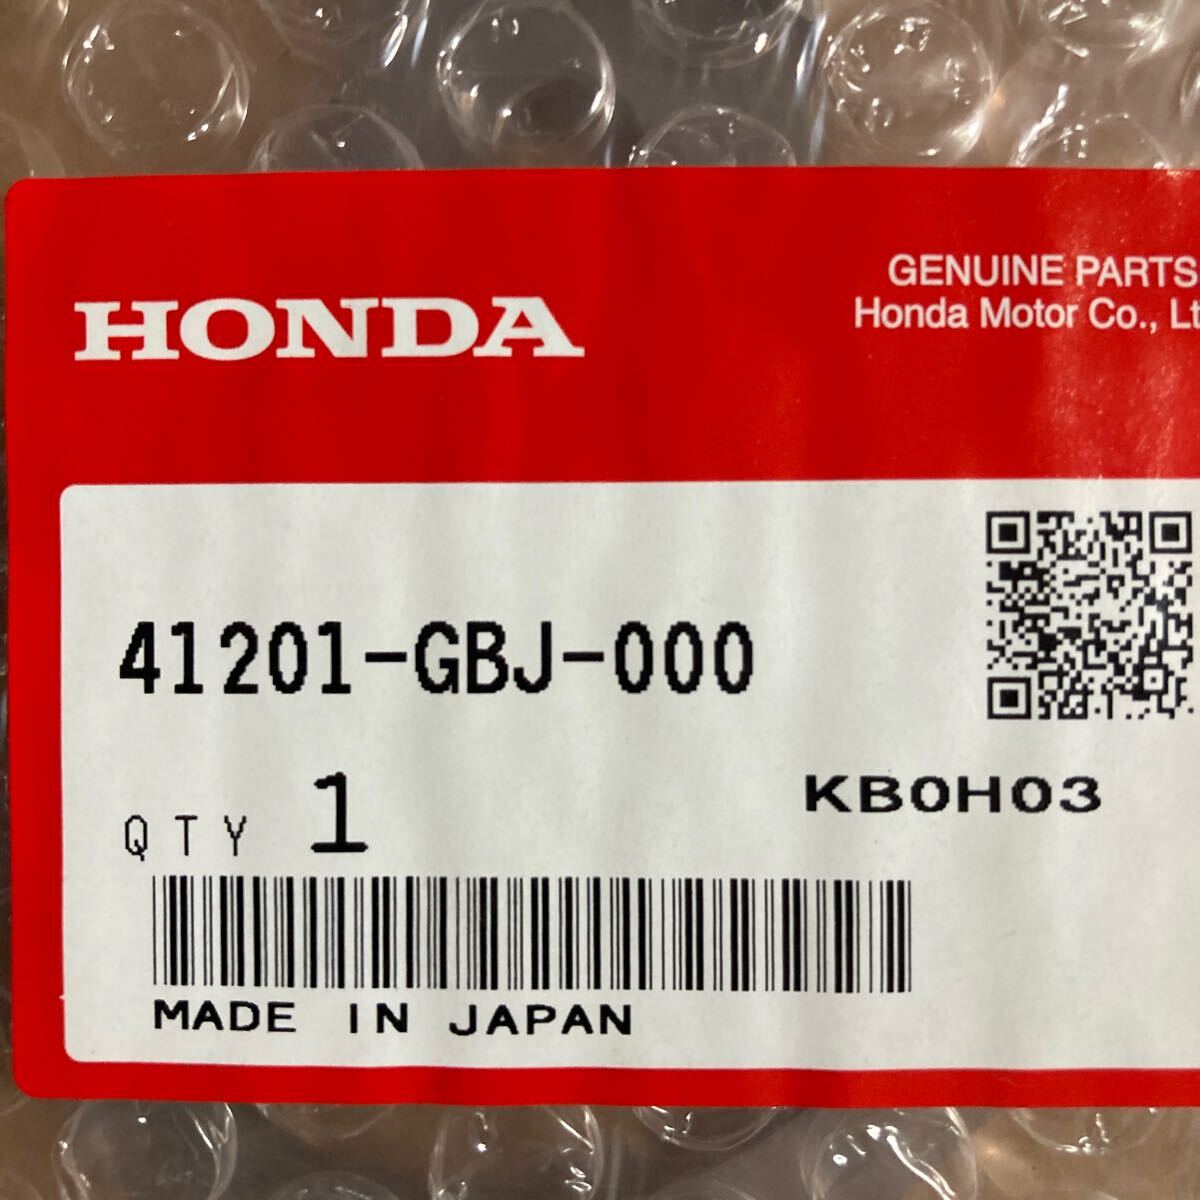 HONDA
GENUINE PARTS
Honda Motor Co., Lt
41201-GBJ-000
QTY 1
KB0H03
MADE IN JAPAN